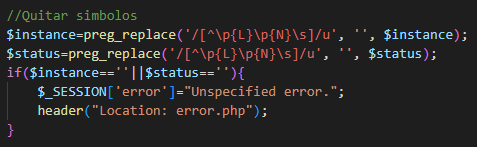 //Quitar simbolos
$instance=preg_replace('/[^\p{L}\p{N}\s]/u', '', $instance);
$status=preg_replace('/[^\p{L}\p{N}\s]/u', '', $status);
if($instance==''||$status==''){
    $_SESSION['error']="Unspecified error.";
    header("Location: error.php");
}